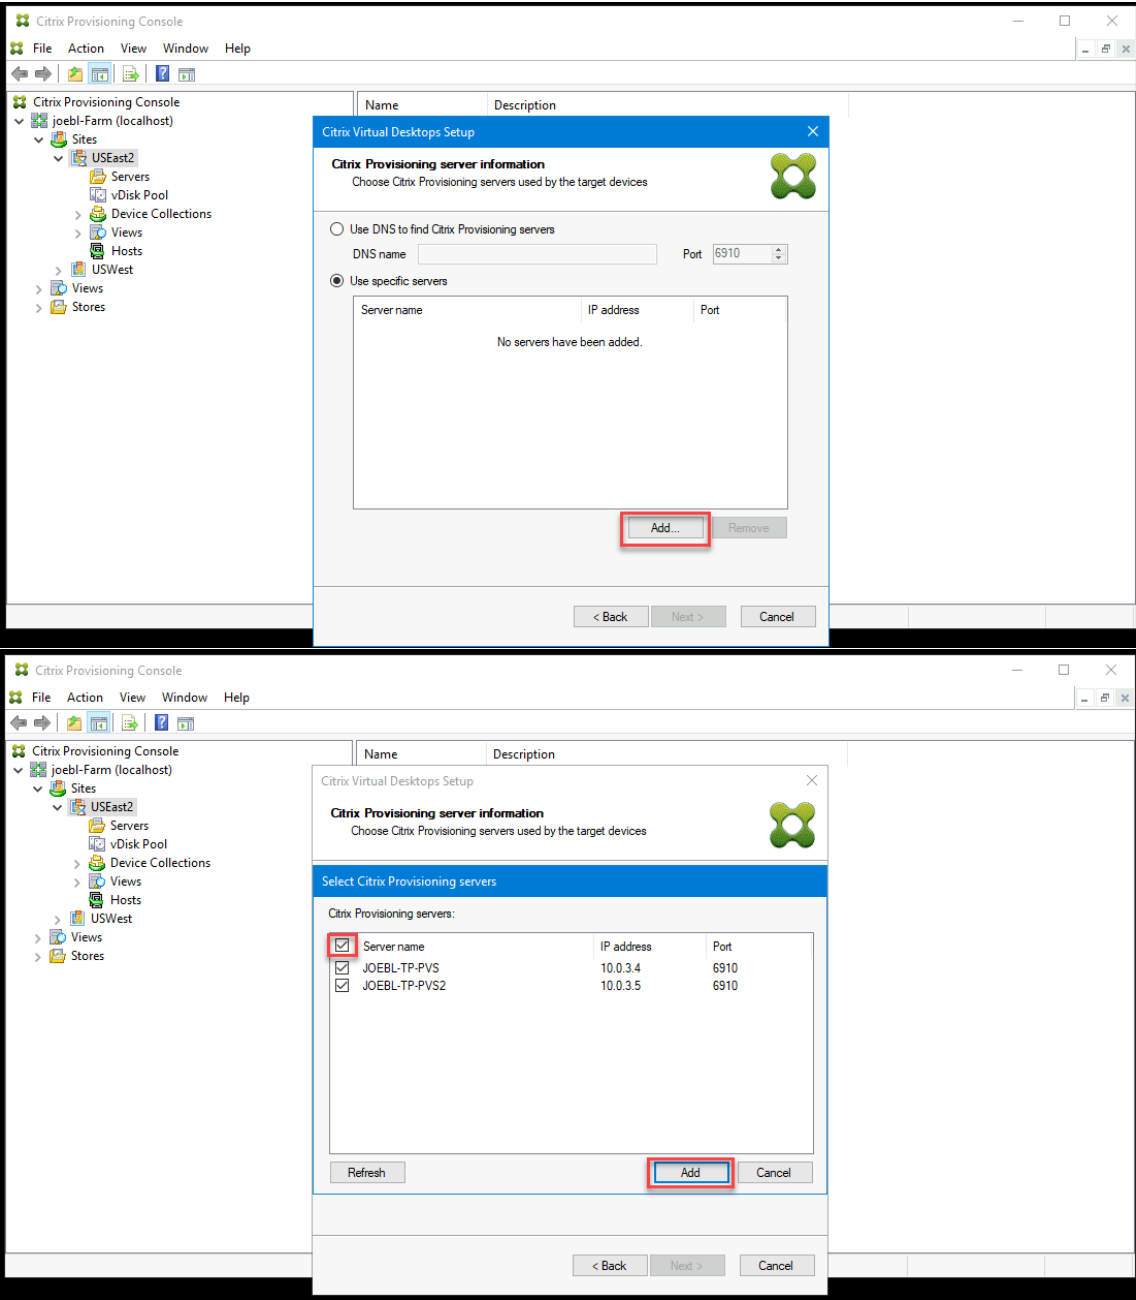 Citrix Provisioning Console
File Action View Window Help
Citrix Provisioning Console
joebl-Farm (localhost)
Sites
USEast2
Servers
vDisk Pool
Device Collections
Views
Hosts
USWest
Views
Stores
Name Description
Citrix Virtual Desktops Setup
Citrix Provisioning server information
Choose Citrix Provisioning servers used by the target devices
Use DNS to find Citrix Provisioning servers
DNS name Port 6910
Use specific servers
Server name IP address Port
No servers have been added.
Add... Remove
< Back Next > Cancel
Citrix Provisioning Console
File Action View Window Help
Citrix Provisioning Console
joebl-Farm (localhost)
Sites
USEast2
Servers
vDisk Pool
Device Collections
Views
Hosts
USWest
Views
Stores
Name Description
Citrix Virtual Desktops Setup
Citrix Provisioning server information
Choose Citrix Provisioning servers used by the target devices
Select Citrix Provisioning servers
Citrix Provisioning servers:
Server name IP address Port
JOEBL-TP-PVS 10.0.3.4 6910
JOEBL-TP-PVS2 10.0.3.5 6910
Refresh Add Cancel
< Back Next > Cancel